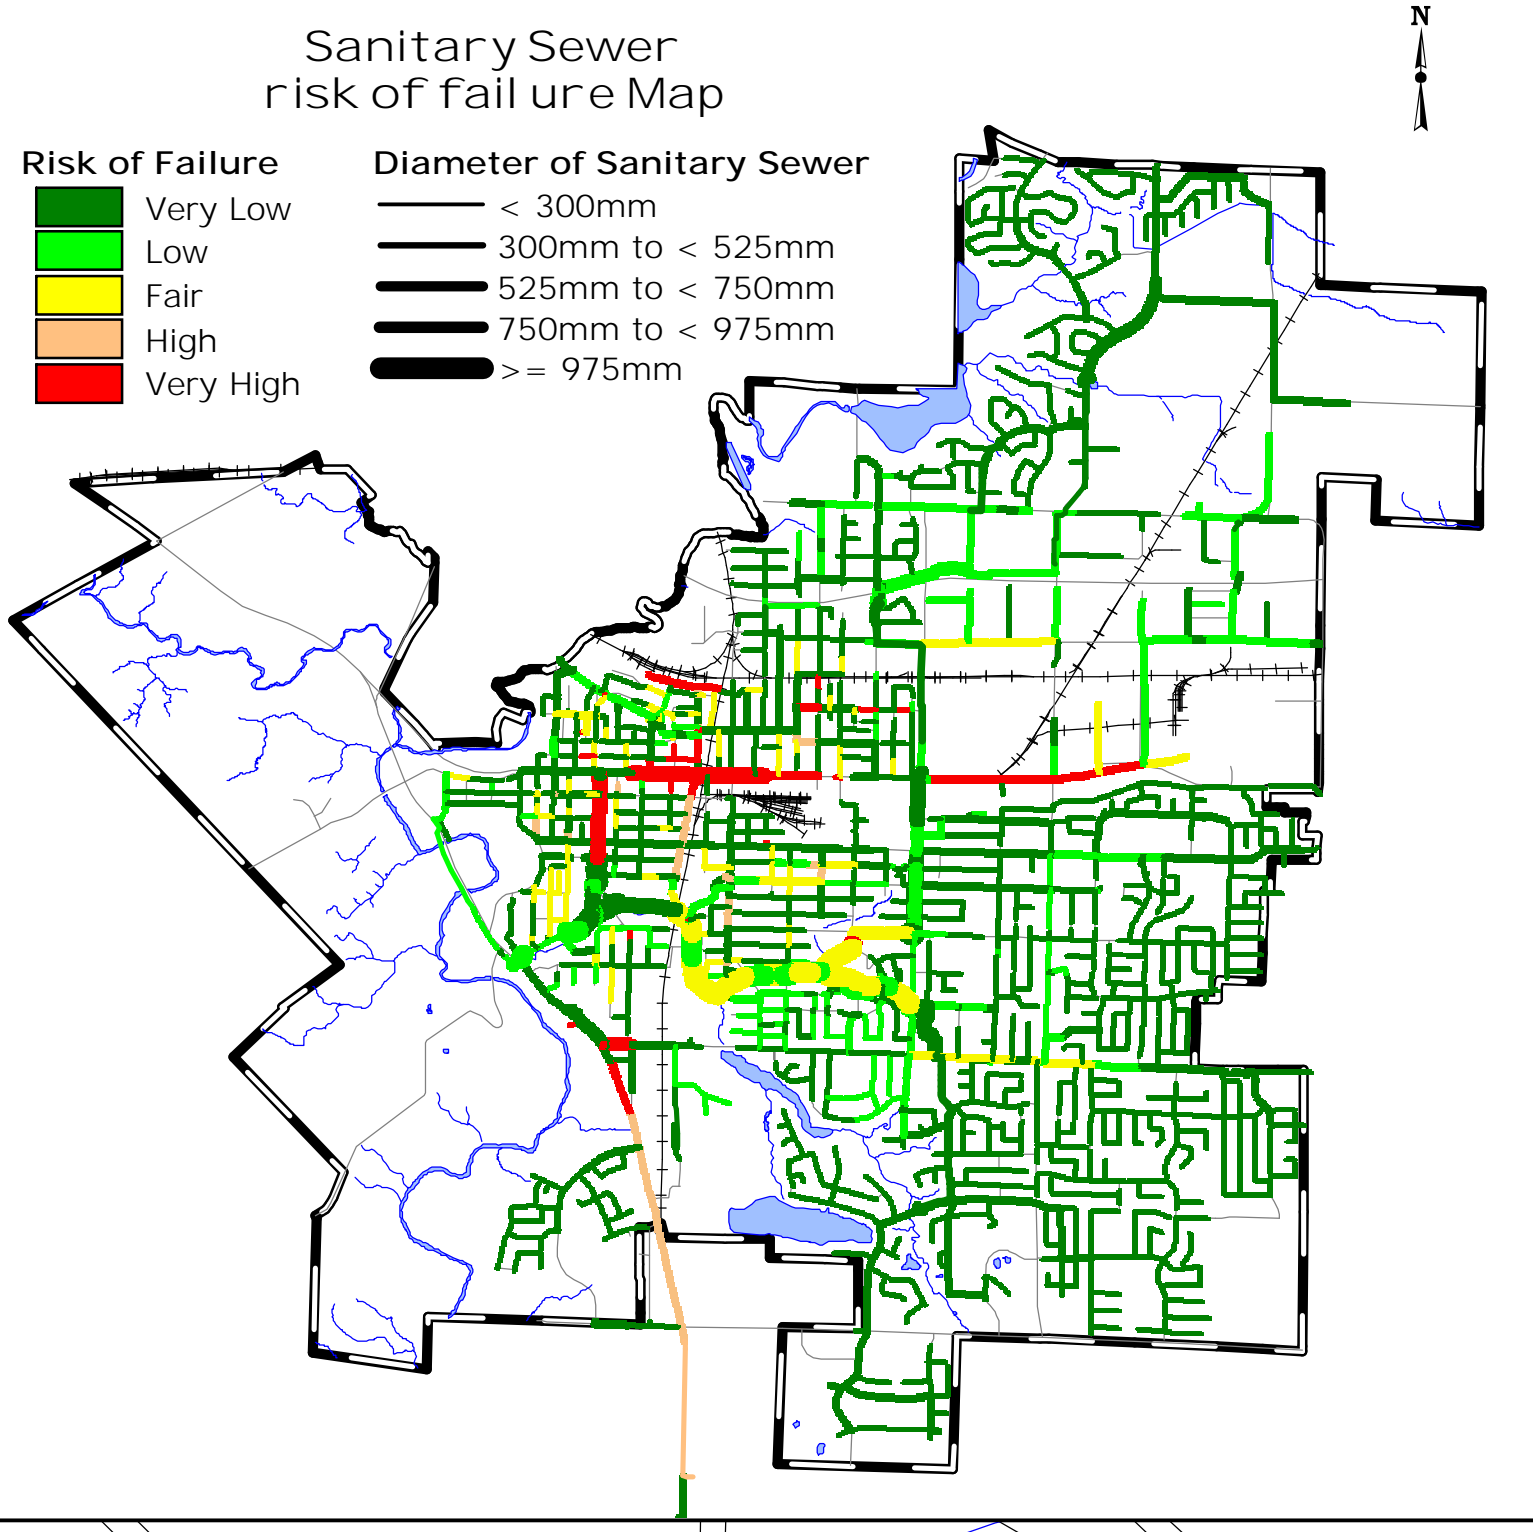 Sanitary Sewer
risk of failure Map
N
Risk of Failure
Very Low
Low
Fair
High
Very High
Diameter of Sanitary Sewer
< 300mm
300mm to < 525mm
525mm to < 750mm
750mm to < 975mm
>= 975mm